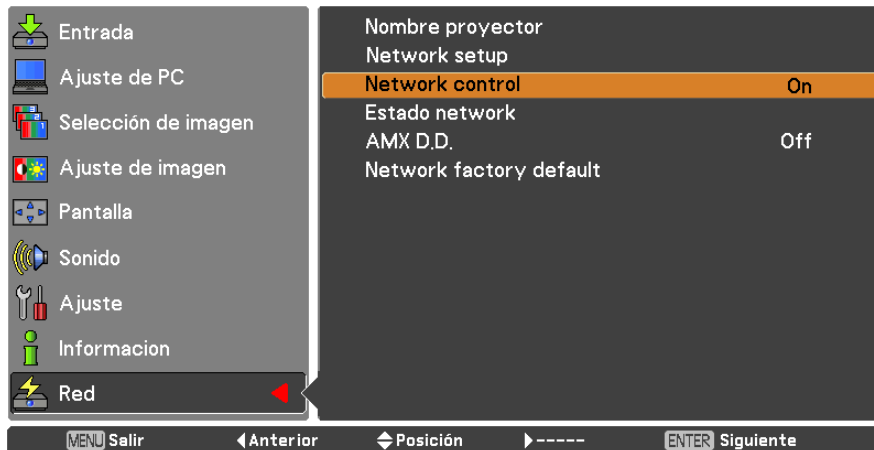 Entrada
Ajuste de PC
Selección de imagen
Ajuste de imagen
Pantalla
Sonido
Ajuste
Informacion
Red
Nombre proyector
Network setup
Network control On
Estado network
AMX D.D. Off
Network factory default
MENU Salir Anterior Posición ----- ENTER Siguiente